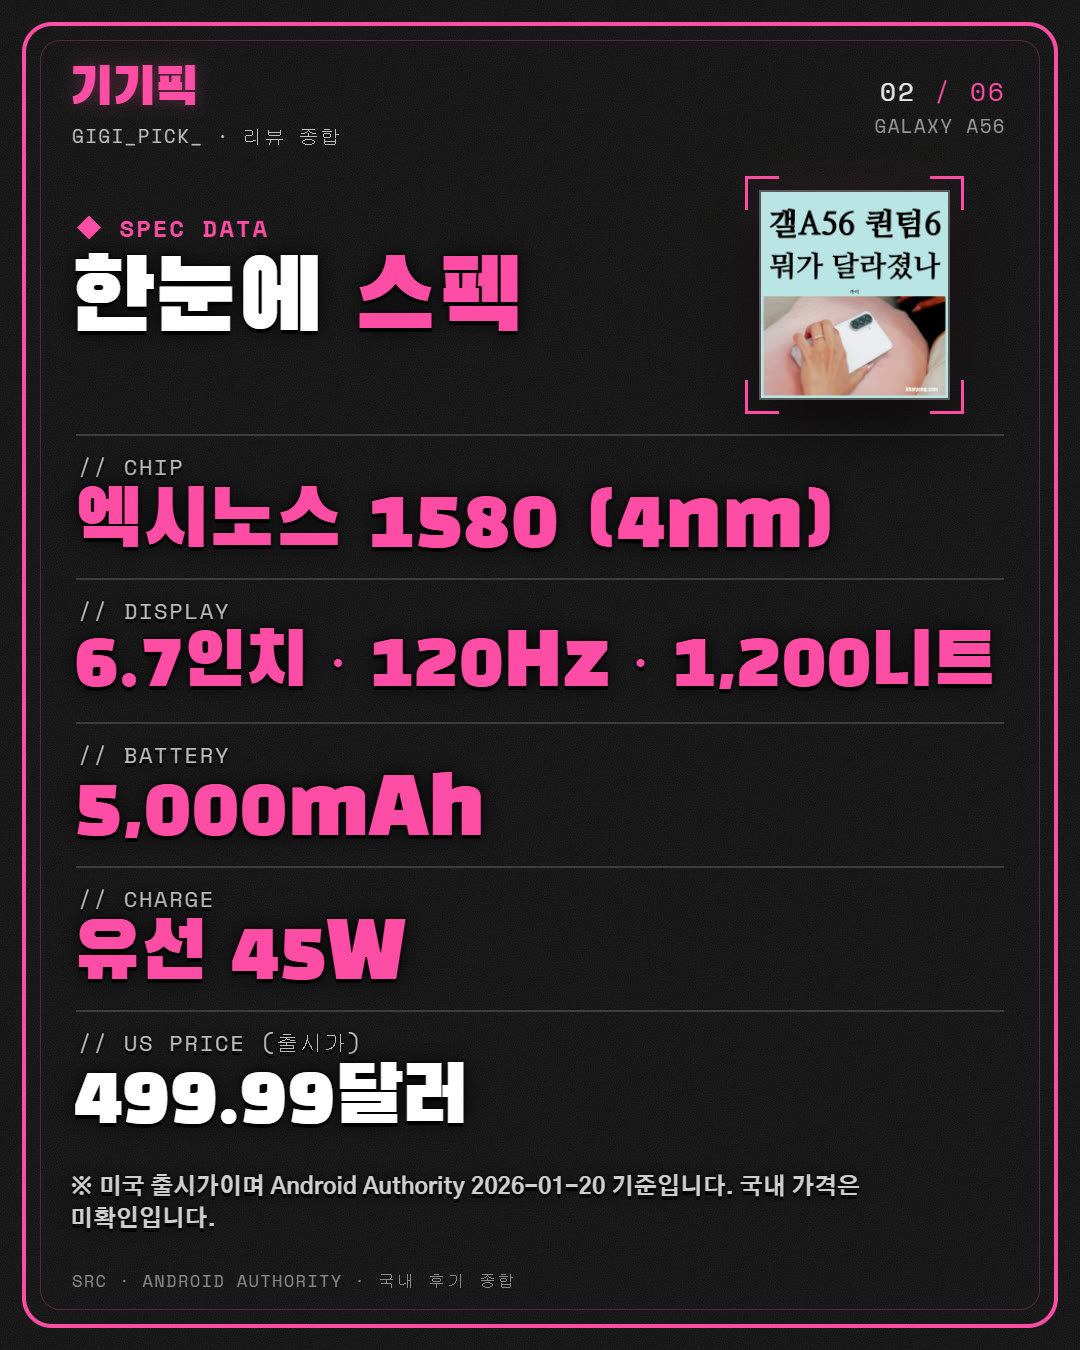 기기픽
GIGI_PICK_ · 리뷰 종합
02 / 06
GALAXY A56
◆ SPEC DATA
한눈에 스펙
갤A56 퀀텀6
뭐가 달라졌나
// CHIP
엑시노스 1580 (4nm)
// DISPLAY
6.7인치 · 120Hz · 1,200니트
// BATTERY
5,000mAh
// CHARGE
유선 45W
// US PRICE (출시가)
499.99달러
※ 미국 출시가이며 Android Authority 2026-01-20 기준입니다. 국내 가격은
미확인입니다.
SRC · ANDROID AUTHORITY · 국내 후기 종합